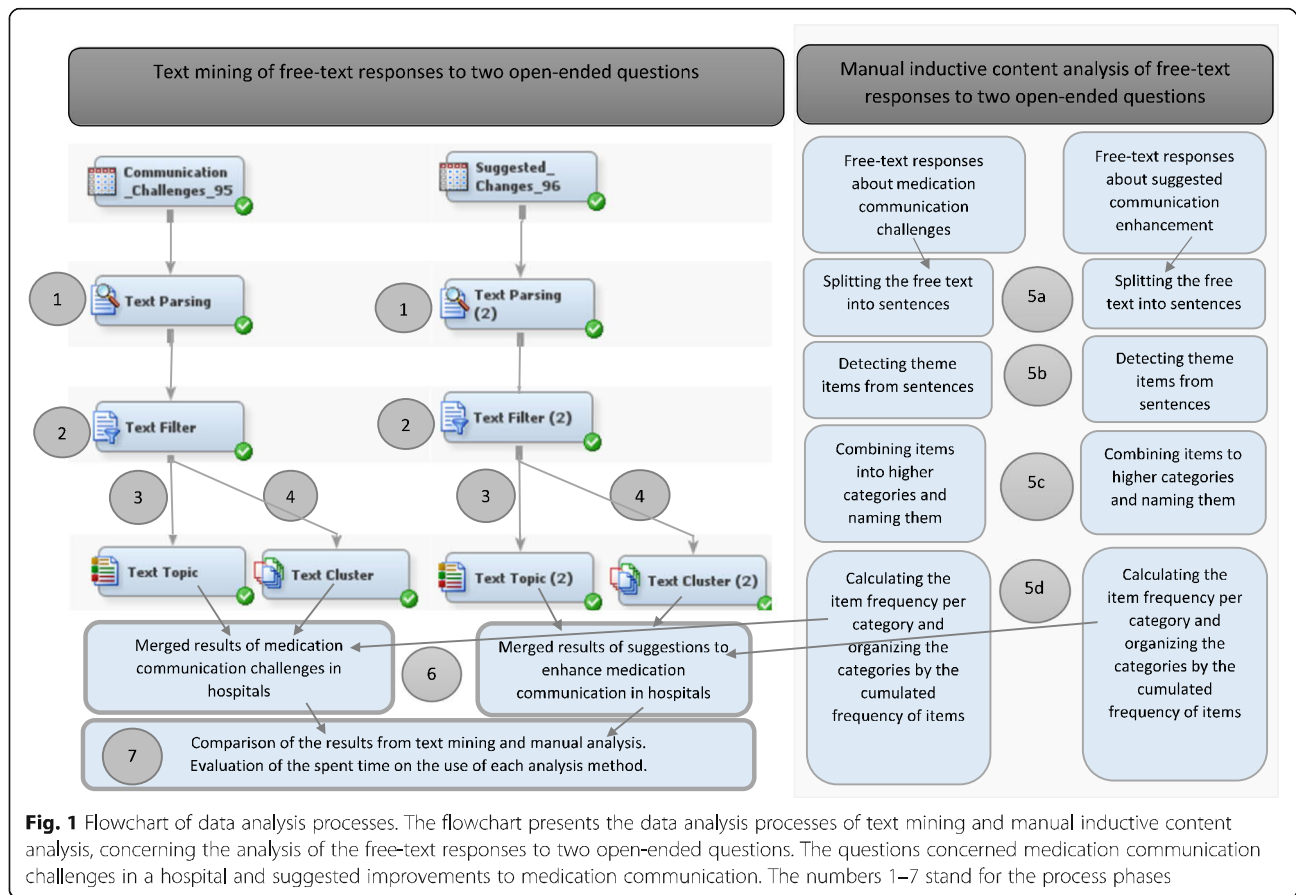 Text mining of free-text responses to two open-ended questions
Manual inductive content analysis of free-text
responses to two open-ended questions
Communication
_Challenges_95
Suggested_
Changes_96
1
Text Parsing
1
Text Parsing
(2)
2
Text Filter
2
Text Filter (2)
3
4
3
4
Text Topic
Text Cluster
Text Topic (2)
Text Cluster (2)
Merged results of medication
communication challenges in
hospitals
6
Merged results of suggestions to
enhance medication
communication in hospitals
7
Comparison of the results from text mining and manual analysis.
Evaluation of the spent time on the use of each analysis method.
Free-text responses
about medication
communication
challenges
Free-text responses
about suggested
communication
enhancement
Splitting the free text
into sentences
5a
Splitting the free
text into sentences
Detecting theme
items from sentences
5b
Detecting theme
items from
sentences
Combining items
into higher
categories and
naming them
5c
Combining items to
higher categories
and naming them
Calculating the
item frequency per
category and
organizing the
categories by the
cumulated
frequency of items
5d
Calculating the
item frequency per
category and
organizing the
categories by the
cumulated
frequency of items
Fig. 1 Flowchart of data analysis processes. The flowchart presents the data analysis processes of text mining and manual inductive content
analysis, concerning the analysis of the free-text responses to two open-ended questions. The questions concerned medication communication
challenges in a hospital and suggested improvements to medication communication. The numbers 1–7 stand for the process phases